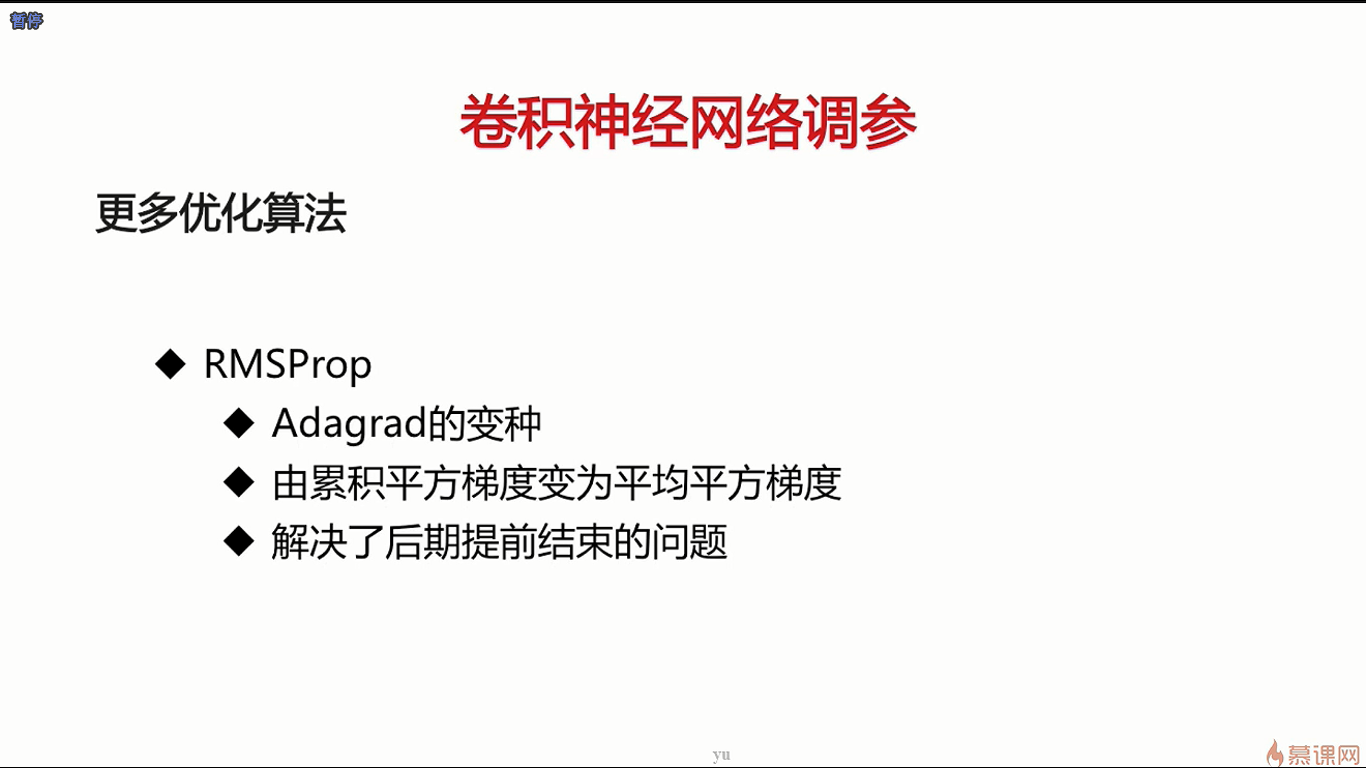 暂停
卷积神经网络调参
更多优化算法
◆ RMSProp
◆ Adagrad的变种
◆ 由累积平方梯度变为平均平方梯度
◆ 解决了后期提前结束的问题
yu
慕课网